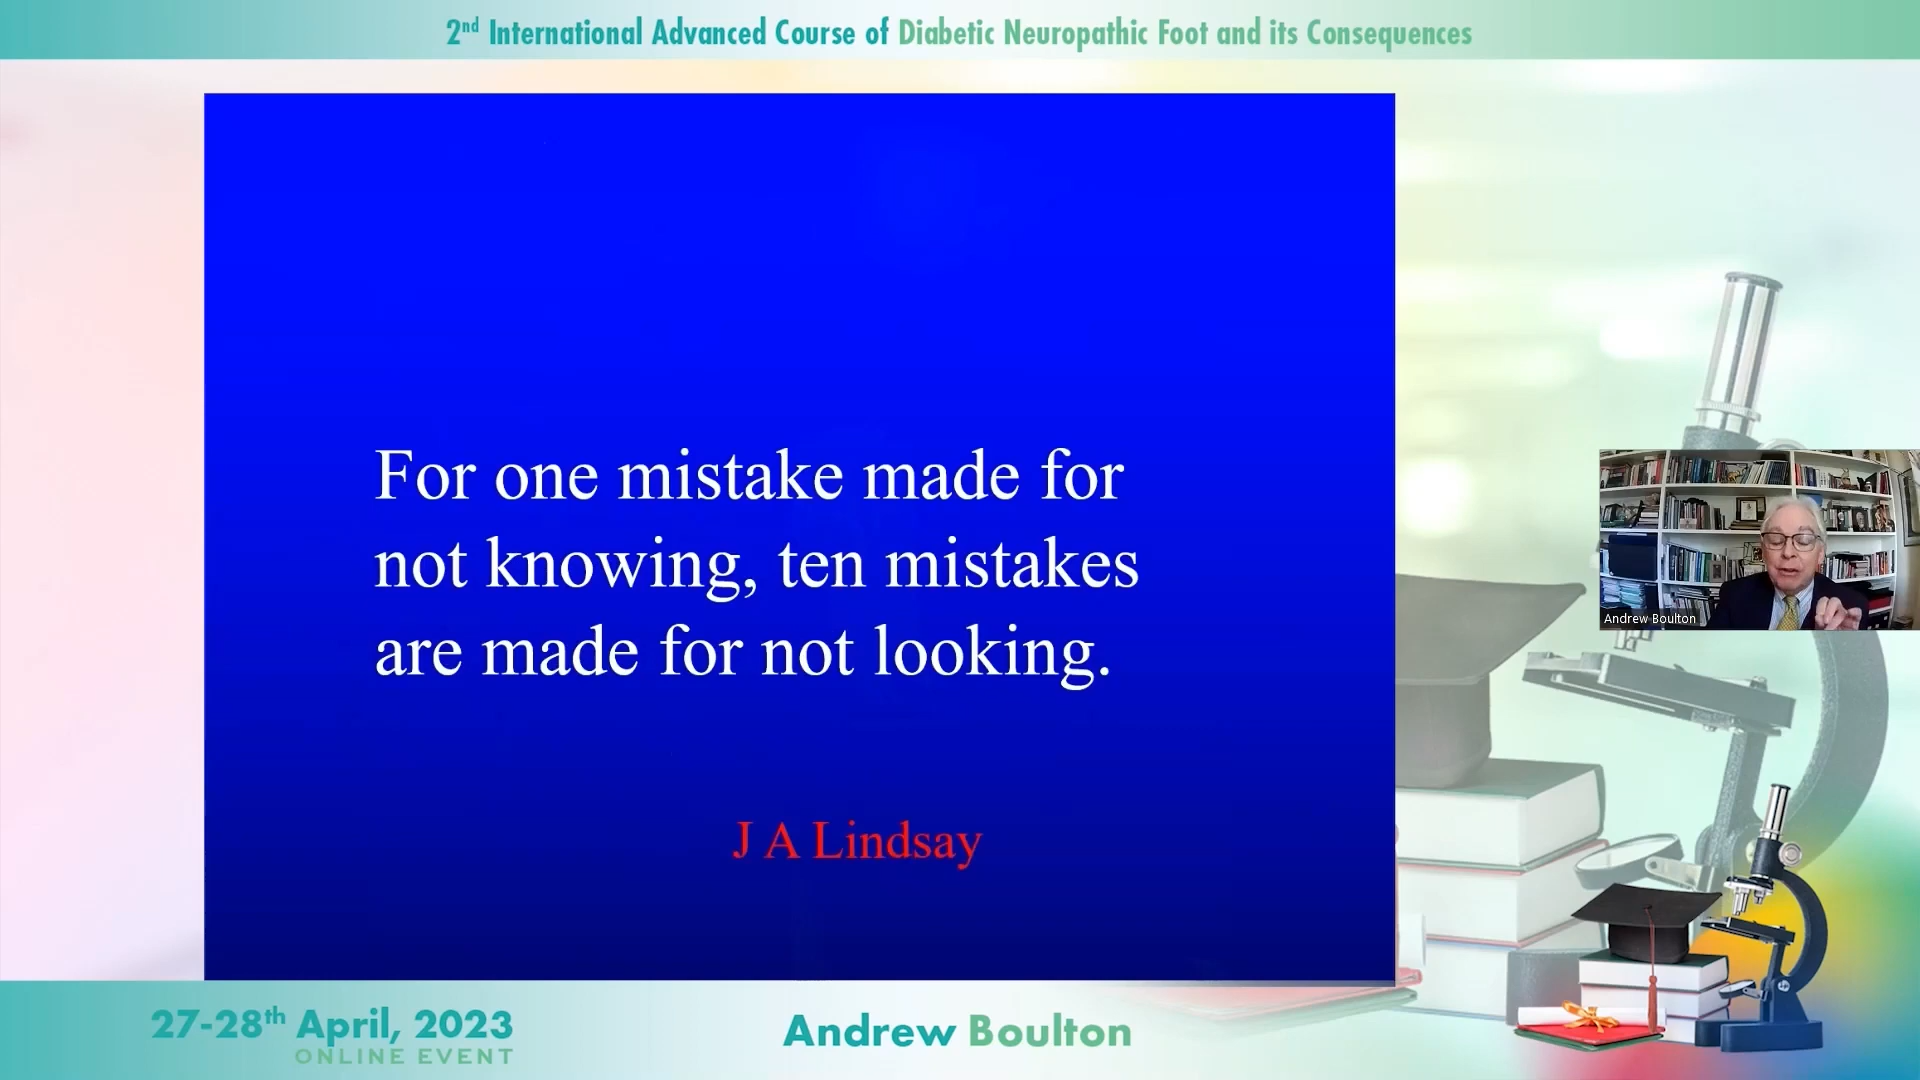 2nd International Advanced Course of Diabetic Neuropathic Foot and its Consequences
For one mistake made for
not knowing, ten mistakes
are made for not looking.
J A Lindsay
Andrew Boulton
27-28th April, 2023
ONLINE EVENT
Andrew Boulton